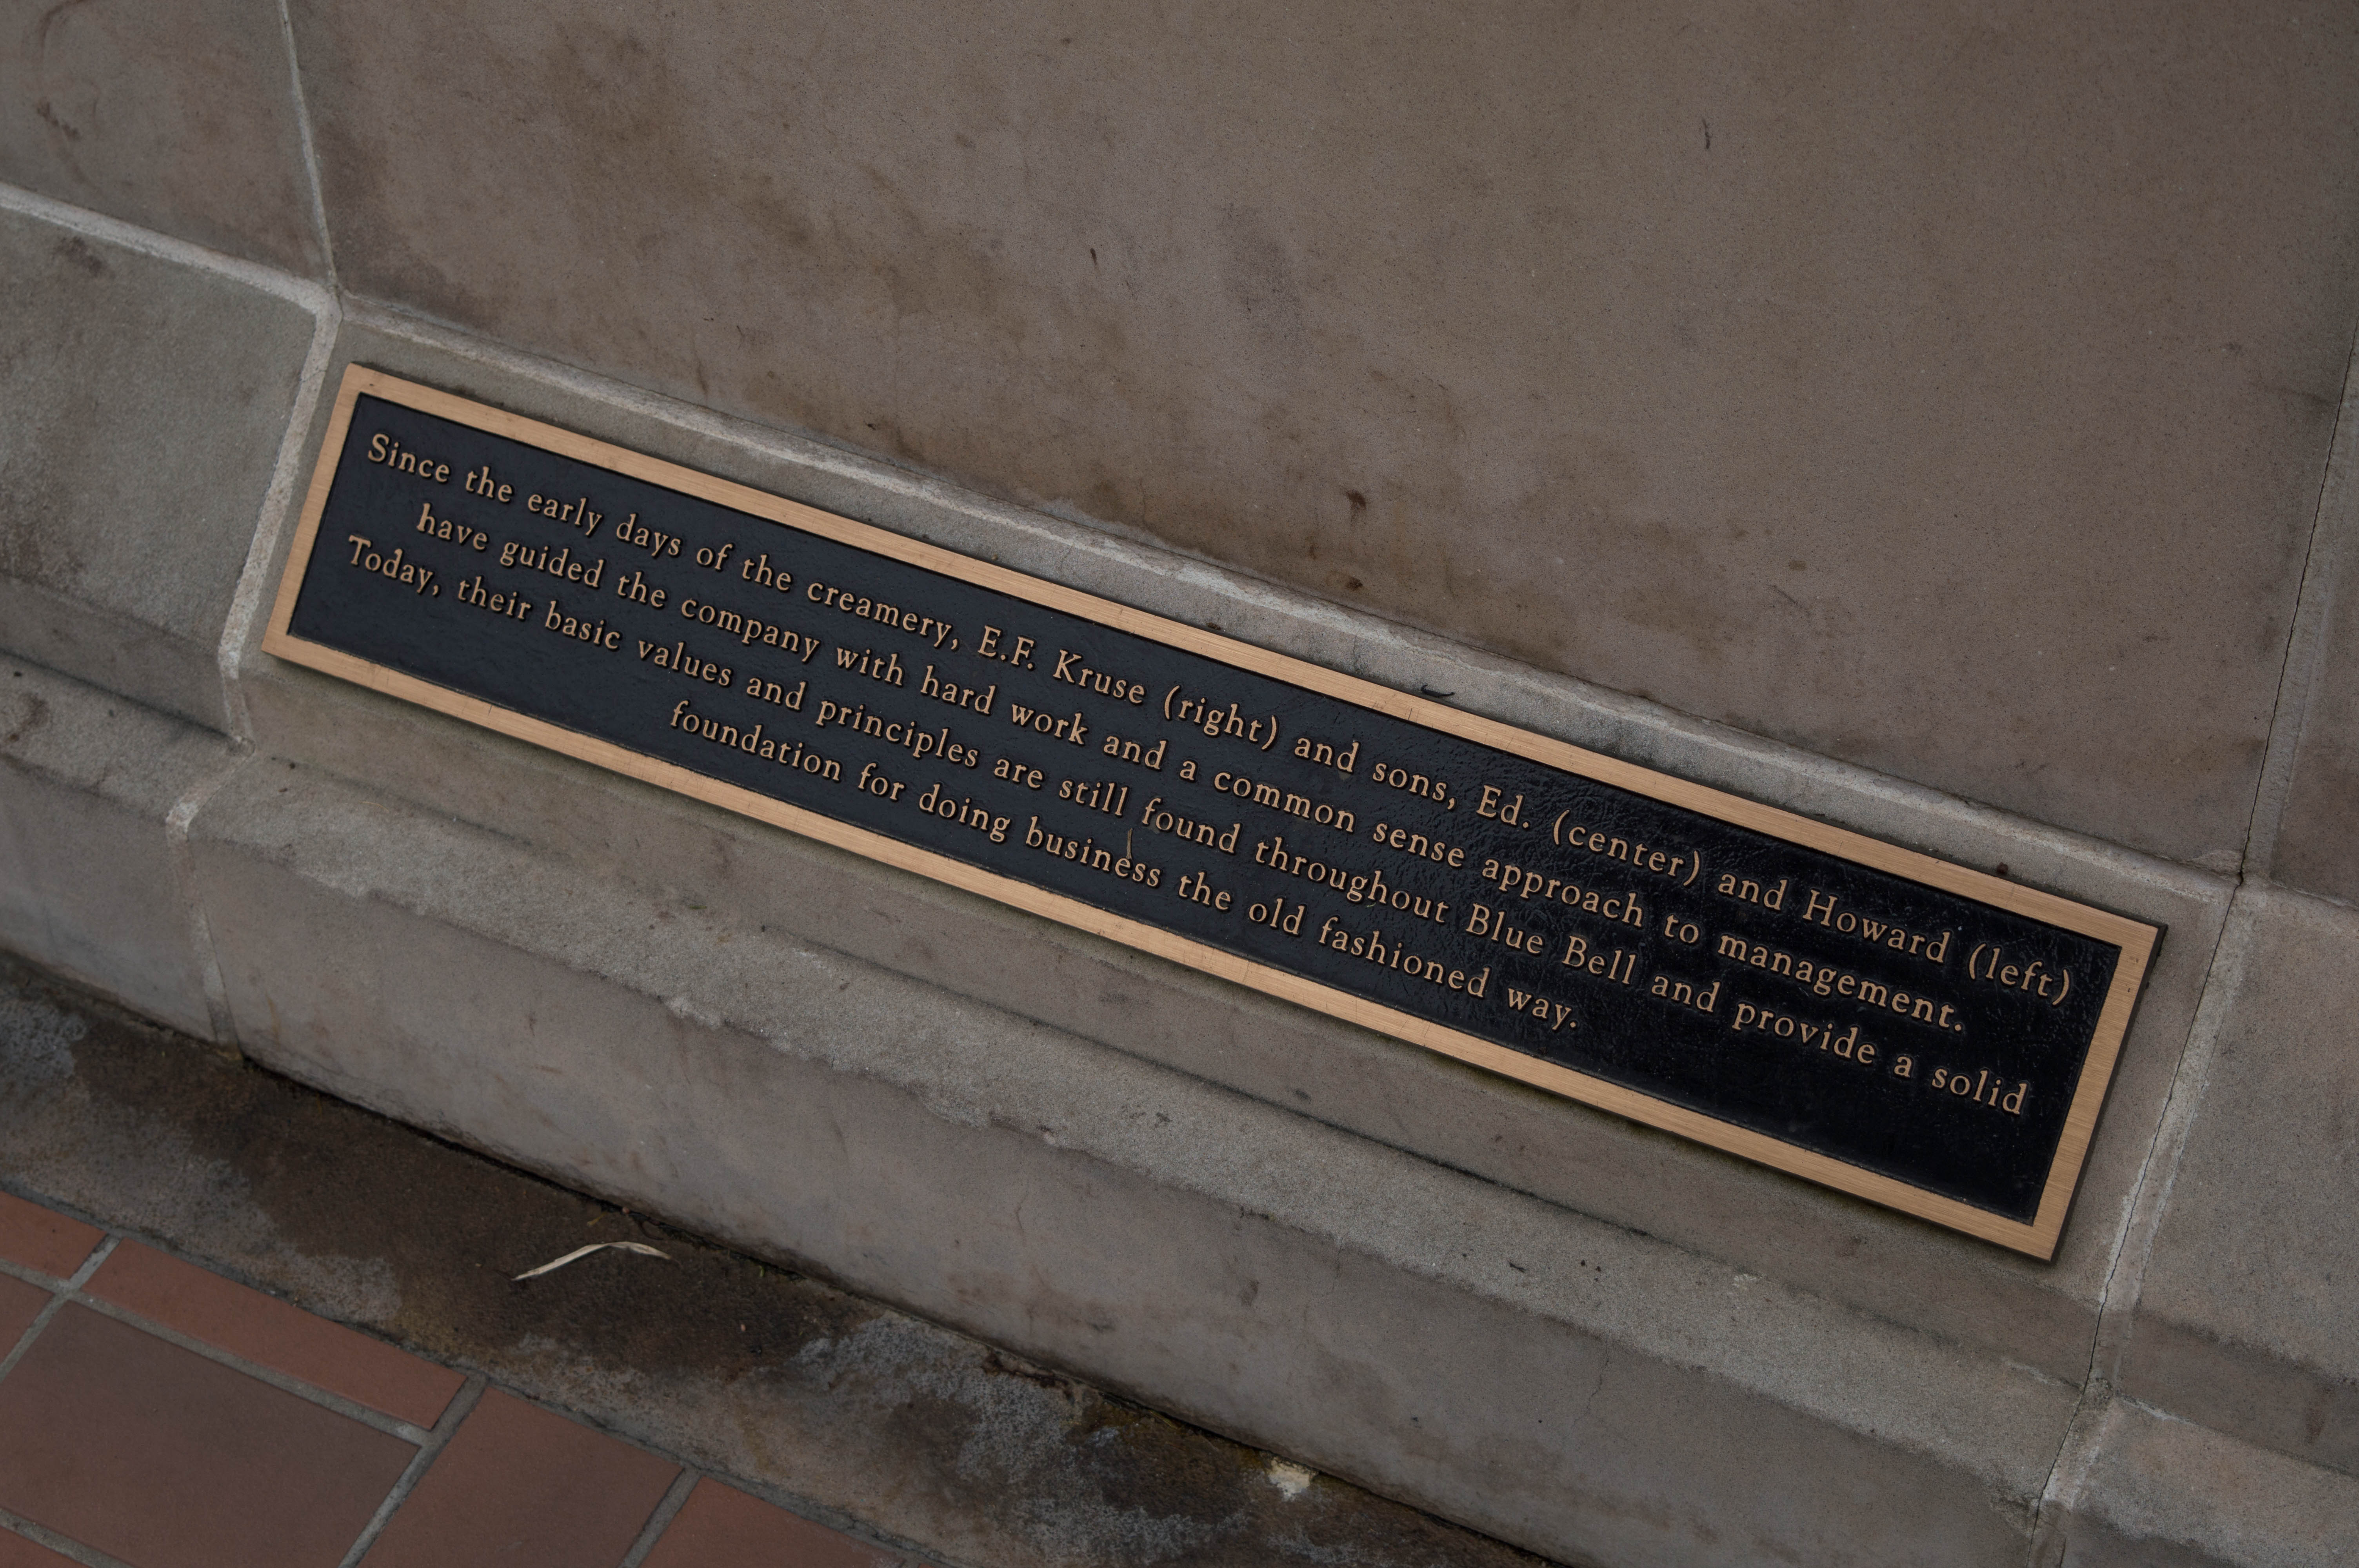 Since the early days of the creamery, E.F. Kruse (right) and sons, Ed. (center) and Howard (left)
have guided the company with hard work and a common sense approach to management.
Today, their basic values and principles are still found throughout Blue Bell and provide a solid
foundation for doing business the old fashioned way.